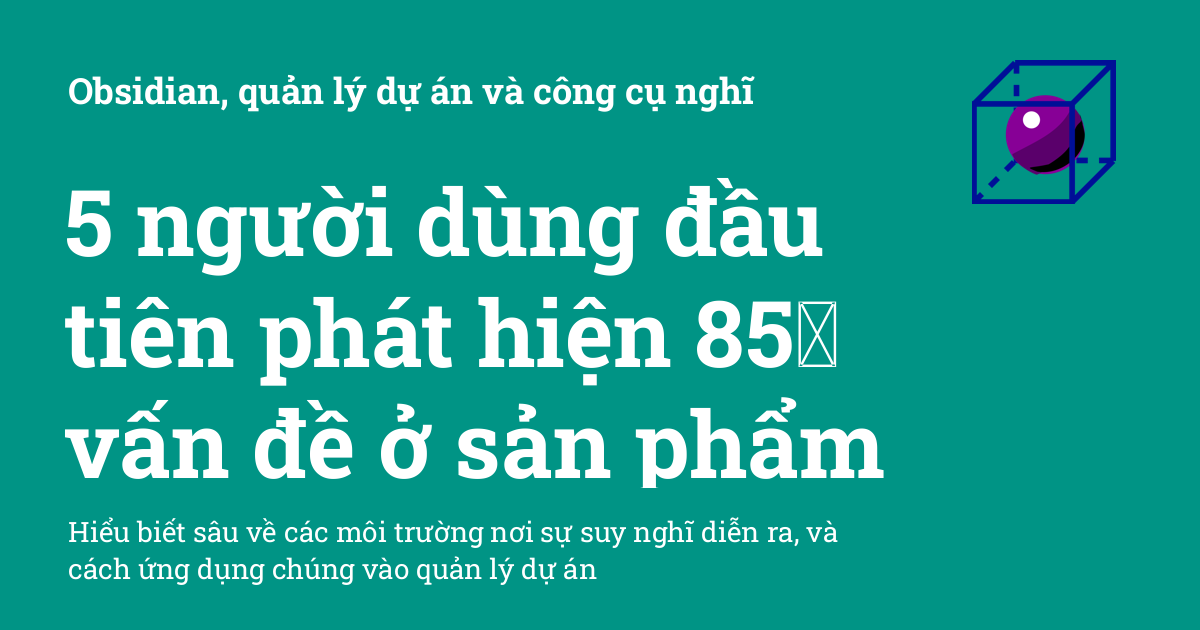 Obsidian, quản lý dự án và công cụ nghĩ
5 người dùng đầu
tiên phát hiện 85
vấn đề ở sản phẩm
Hiểu biết sâu về các môi trường nơi sự suy nghĩ diễn ra, và
cách ứng dụng chúng vào quản lý dự án